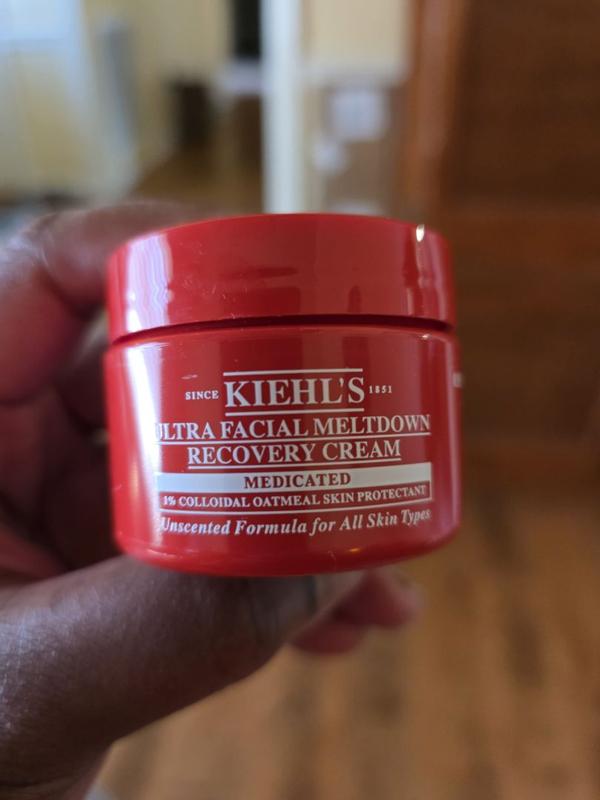 SINCE KIEHL'S 1851
ULTRA FACIAL MELTDOWN
RECOVERY CREAM
MEDICATED
1% COLLOIDAL OATMEAL SKIN PROTECTANT
Unscented Formula for All Skin Types